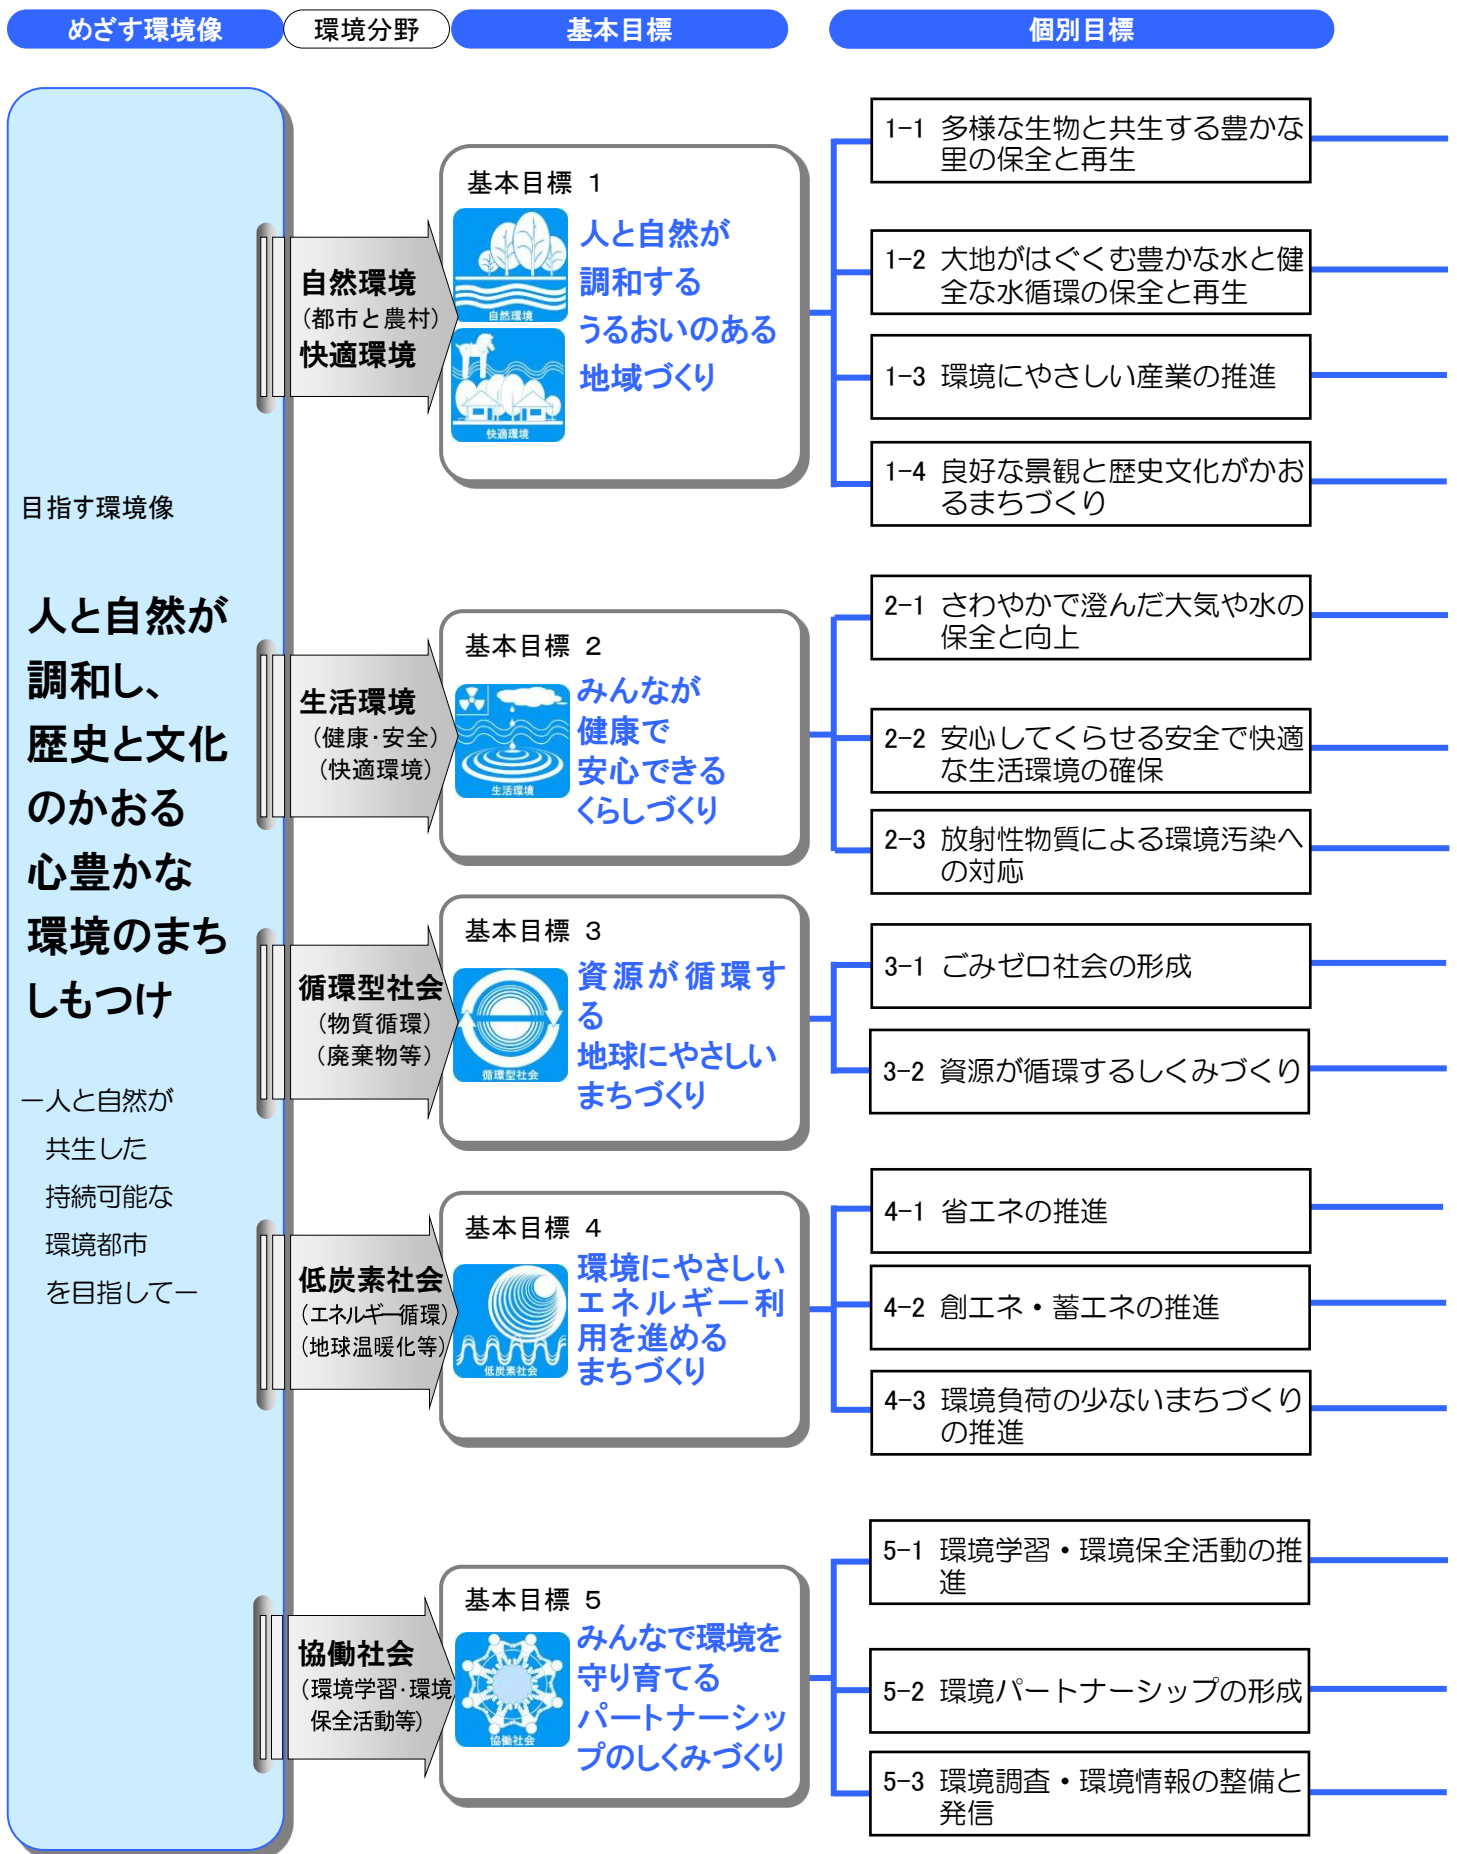 めざす環境像
環境分野
基本目標
個別目標
目指す環境像
人と自然が
調和し、
歴史と文化
のかおる
心豊かな
環境のまち
しもつけ
－人と自然が
共生した
持続可能な
環境都市
を目指して－
自然環境
(都市と農村)
快適環境
基本目標 1
自然環境
快適環境
人と自然が
調和する
うるおいのある
地域づくり
1-1 多様な生物と共生する豊かな
里の保全と再生
1-2 大地がはぐくむ豊かな水と健
全な水循環の保全と再生
1-3 環境にやさしい産業の推進
1-4 良好な景観と歴史文化がかお
るまちづくり
生活環境
(健康・安全)
(快適環境)
基本目標 2
生活環境
みんなが
健康で
安心できる
くらしづくり
2-1 さわやかで澄んだ大気や水の
保全と向上
2-2 安心してくらせる安全で快適
な生活環境の確保
2-3 放射性物質による環境汚染へ
の対応
循環型社会
(物質循環)
(廃棄物等)
基本目標 3
循環型社会
資源が循環す
る
地球にやさしい
まちづくり
3-1 ごみゼロ社会の形成
3-2 資源が循環するしくみづくり
低炭素社会
(エネルギー循環)
(地球温暖化等)
基本目標 4
低炭素社会
環境にやさしい
エネルギー利
用を進める
まちづくり
4-1 省エネの推進
4-2 創エネ・蓄エネの推進
4-3 環境負荷の少ないまちづくり
の推進
協働社会
(環境学習・環境
保全活動等)
基本目標 5
協働社会
みんなで環境を
守り育てる
パートナーシッ
プのしくみづくり
5-1 環境学習・環境保全活動の推
進
5-2 環境パートナーシップの形成
5-3 環境調査・環境情報の整備と
発信